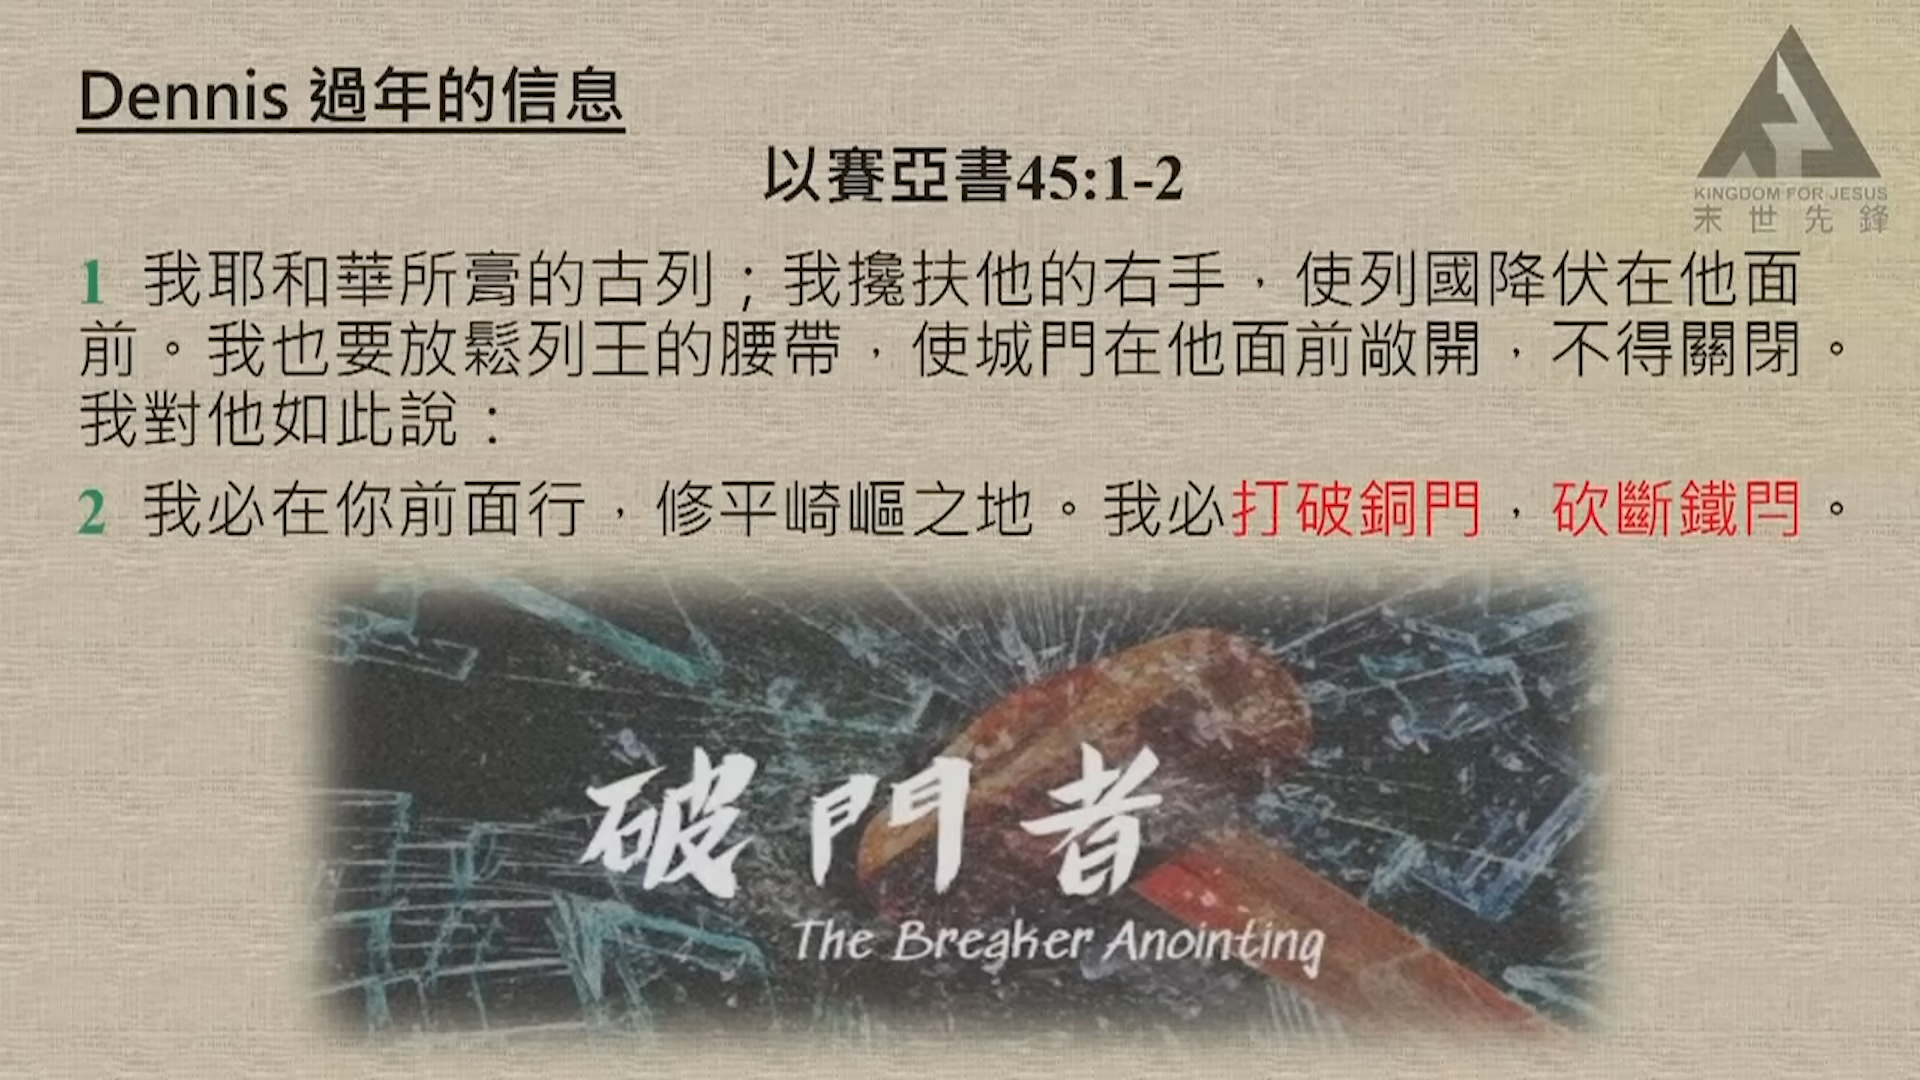 Dennis 過年的信息
KINGDOM FOR JESUS
末世先鋒
以賽亞書45:1-2
1 我耶和華所膏的古列；我攙扶他的右手，使列國降伏在他面
前。我也要放鬆列王的腰帶，使城門在他面前敞開，不得關閉。
我對他如此說：
2 我必在你前面行，修平崎嶇之地。我必打破銅門，砍斷鐵閂。
破門者
The Breaker Anointing